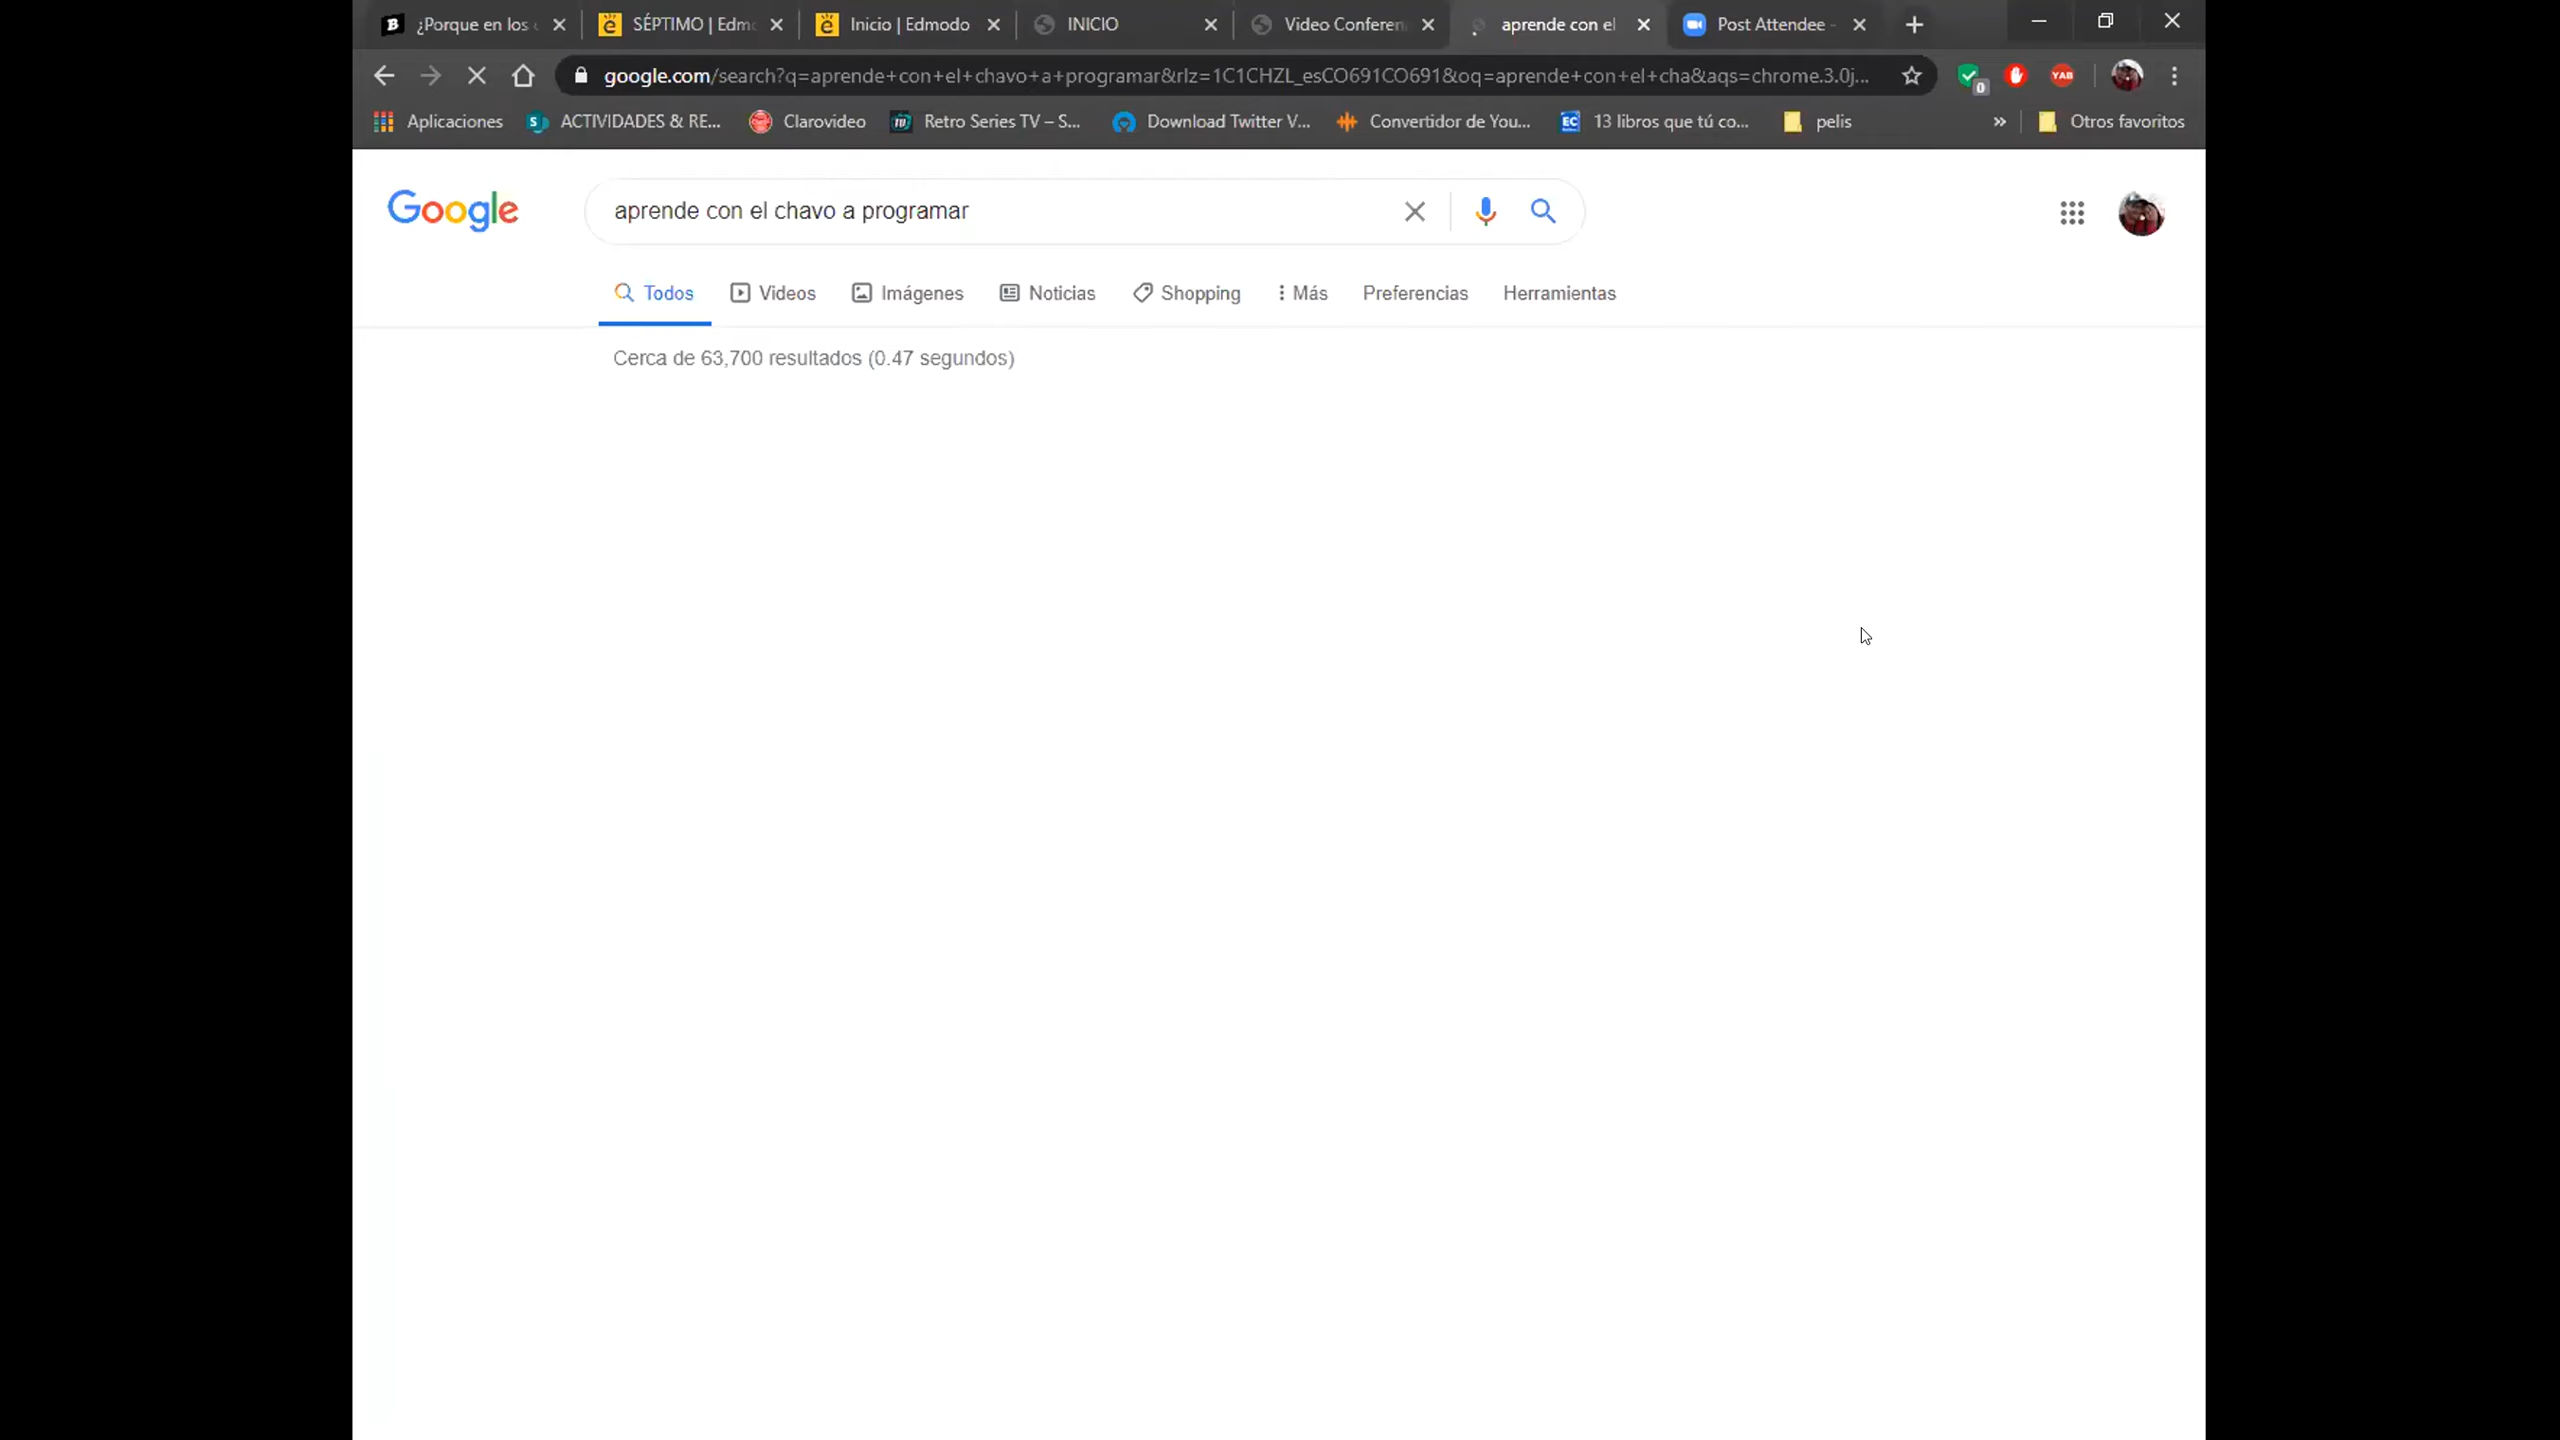 ¿Porque en los
SÉPTIMO | Edm
Inicio | Edmodo
INICIO
Video Conferen
aprende con el
Post Attendee -
google.com/search?q=aprende+con+el+chavo+a+programar&rlz=1C1CHZL_esCO691CO691&oq=aprende+con+el+cha&aqs=chrome.3.0j...
0
YAB
Aplicaciones
ACTIVIDADES & RE...
Clarovideo
Retro Series TV – S...
Download Twitter V...
Convertidor de You...
EC
13 libros que tú co...
pelis
»
Otros favoritos
Google
aprende con el chavo a programar
Todos
Videos
Imágenes
Noticias
Shopping
Más
Preferencias
Herramientas
Cerca de 63,700 resultados (0.47 segundos)